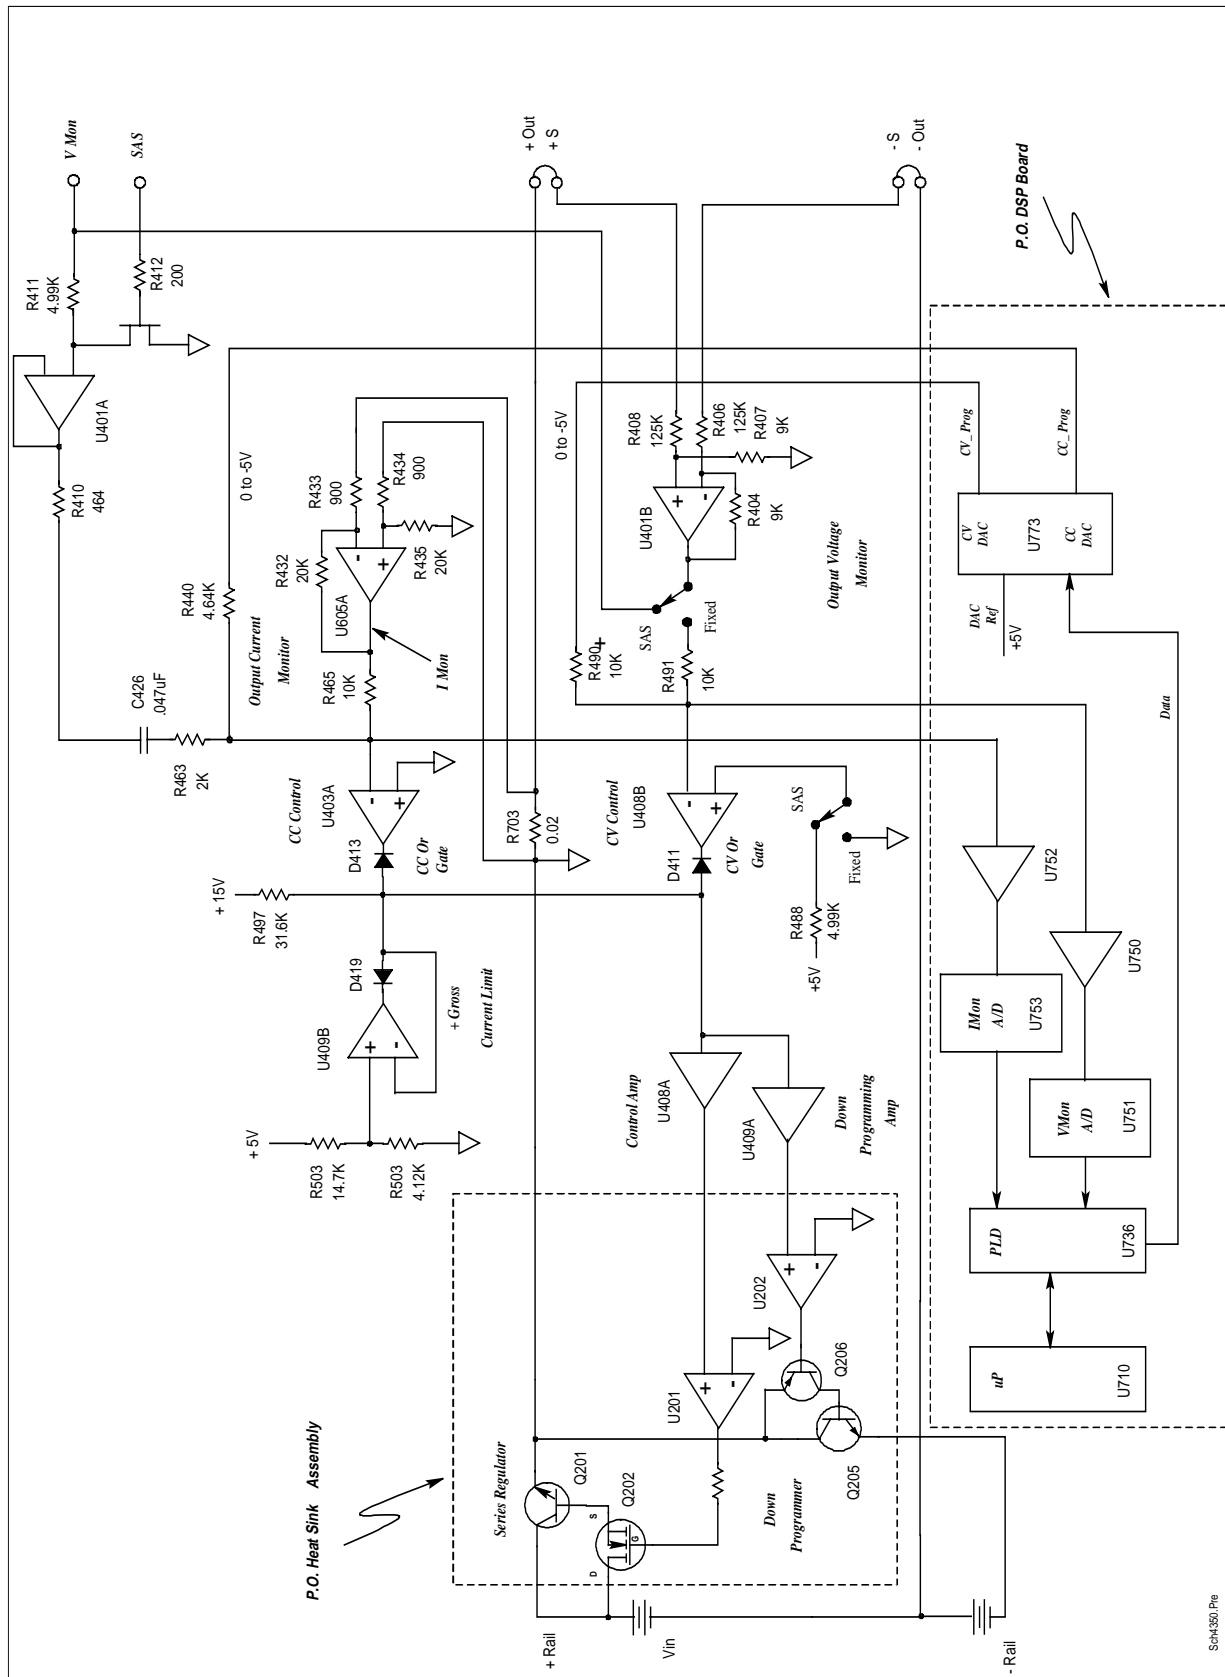 V Mon
SAS
R411
4.99K
R412
200
U401A
R410
464
0 to -5V
R440
4.64K
C426
.047uF
R463
2K
Output Current
Monitor
R433
900
R434
900
R432
20K
R435
20K
U605A
I Mon
R465
10K
CC Control
U403A
D413
CC Or
Gate
+ 15V
R497
31.6K
D419
U409B
+
-
+ Gross
Current Limit
+ 5V
R503
14.7K
R503
4.12K
-
+
-
+
+ Out
+ S
- S
- Out
R703
0.02
0 to -5V
R408
125K
R406
125K
R407
9K
U401B
+
-
R404
9K
Output Voltage
Monitor
SAS
Fixed
R490
+
10K
R491
10K
CV Control
U408B
-
+
D411
CV Or
Gate
SAS
Fixed
R488
4.99K
+5V
Control Amp
U408A
U409A
Down
Programming
Amp
P.O. Heat Sink Assembly
Series Regulator
Q201
Q202
S
G
D
U201
+
-
U202
+
-
Q206
Q205
Down
Programmer
+ Rail
Vin
- Rail
P.O. DSP Board
CV_Prog
CC_Prog
CV
DAC
U773
CC
DAC
DAC
Ref
+5V
Data
U752
U750
IMon
A/D
U753
VMon
A/D
U751
PLD
U736
uP
U710
Sch4350.Pre